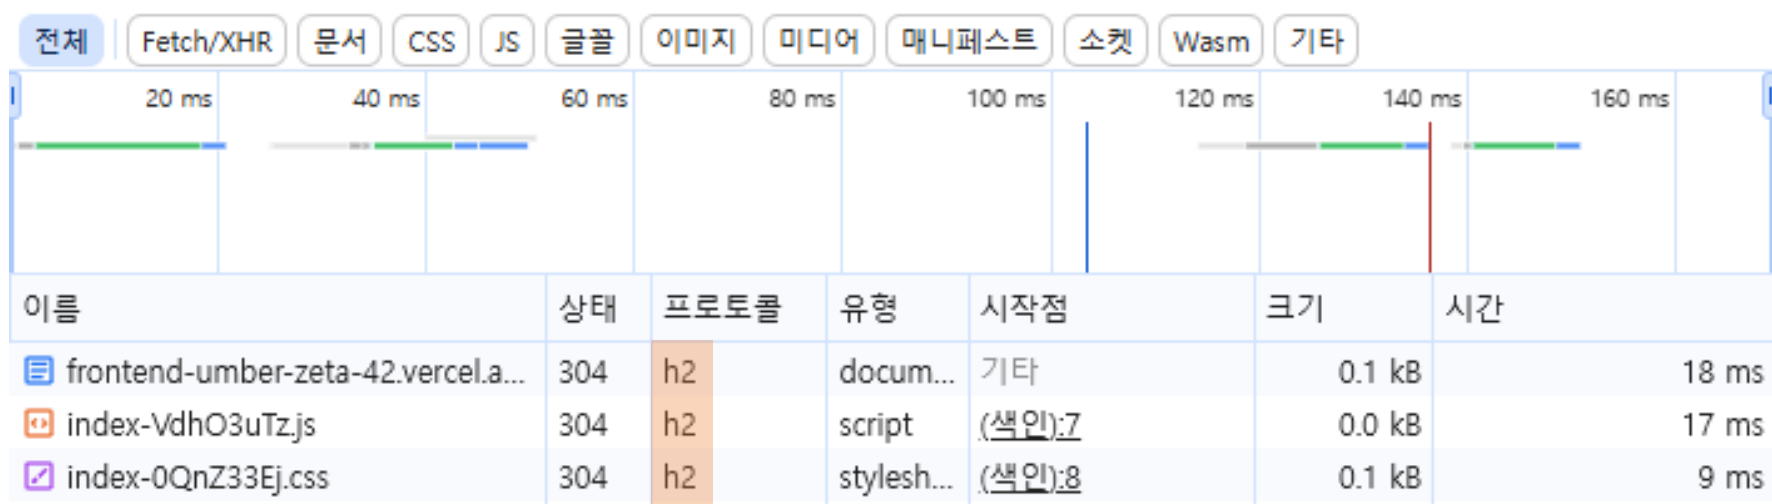 전체 Fetch/XHR 문서 CSS JS 글꼴 이미지 미디어 매니페스트 소켓 Wasm 기타
20 ms 40 ms 60 ms 80 ms 100 ms 120 ms 140 ms 160 ms
이름 상태 프로토콜 유형 시작점 크기 시간
frontend-umber-zeta-42.vercel.a... 304 h2 docum... 기타 0.1 kB 18 ms
index-VdhO3uTz.js 304 h2 script (색인):7 0.0 kB 17 ms
index-0QnZ33Ej.css 304 h2 stylesh... (색인):8 0.1 kB 9 ms